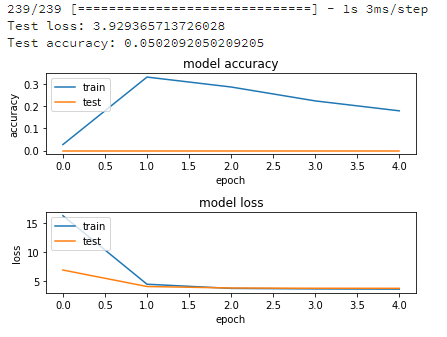 239/239 [==============================] - 1s 3ms/step
Test loss: 3.929365713726028
Test accuracy: 0.0502092050209205
model accuracy
train
test
accuracy
0.3
0.2
0.1
0.0
0.0 0.5 1.0 1.5 2.0 2.5 3.0 3.5 4.0
epoch
model loss
train
test
loss
15
10
5
0.0 0.5 1.0 1.5 2.0 2.5 3.0 3.5 4.0
epoch